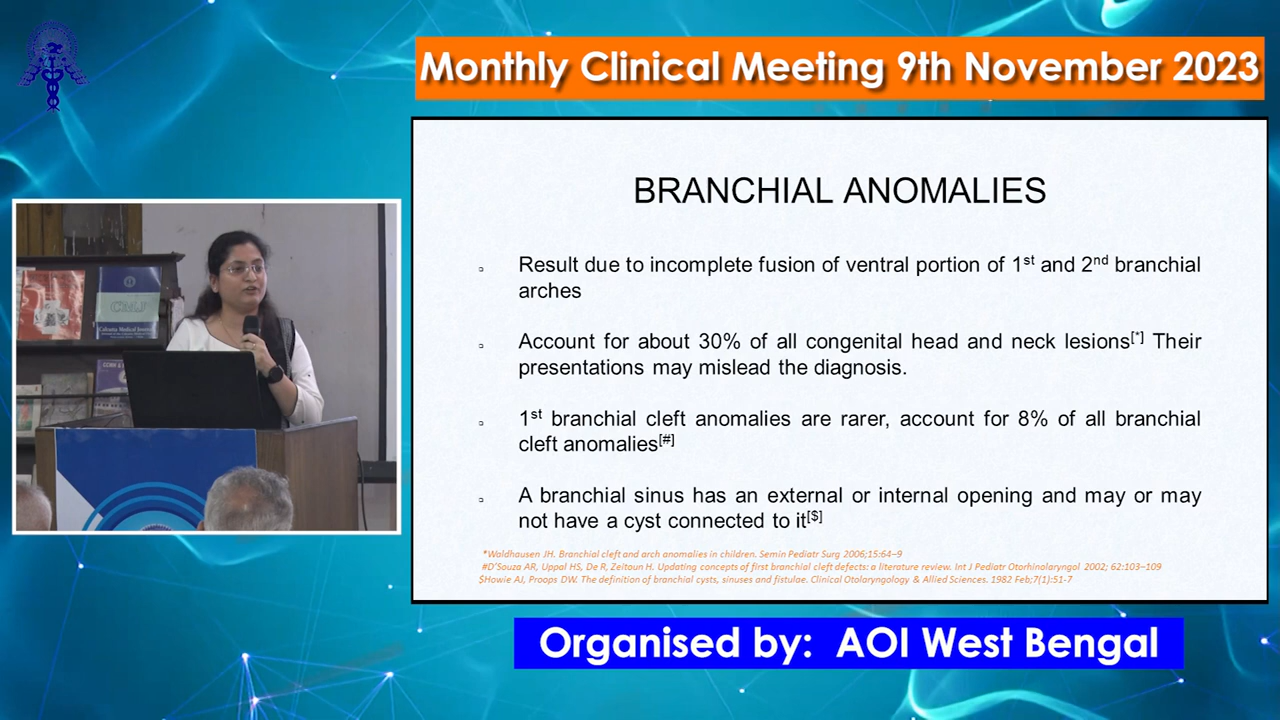 Monthly Clinical Meeting 9th November 2023
BRANCHIAL ANOMALIES
Result due to incomplete fusion of ventral portion of 1st and 2nd branchial
arches
Account for about 30% of all congenital head and neck lesions[*] Their
presentations may mislead the diagnosis.
1st branchial cleft anomalies are rarer, account for 8% of all branchial
cleft anomalies[#]
A branchial sinus has an external or internal opening and may or may
not have a cyst connected to it[$]
*Waldhausen JH. Branchial cleft and arch anomalies in children. Semin Pediatr Surg 2006;15:64–9
#D'Souza AR, Uppal HS, De R, Zeitoun H. Updating concepts of first branchial cleft defects: a literature review. Int J Pediatr Otorhinolaryngol 2002; 62:103–109
$Howie AJ, Proops DW. The definition of branchial cysts, sinuses and fistulae. Clinical Otolaryngology & Allied Sciences. 1982 Feb;7(1):51-7
Organised by: AOI West Bengal
CMJ
Calcutta Medical Journal